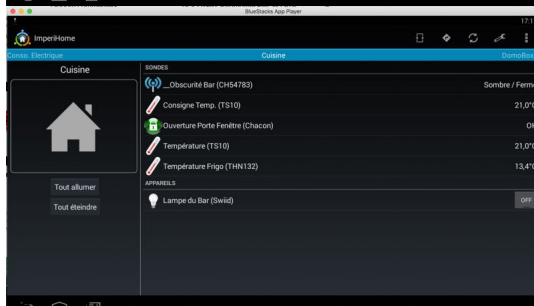 BlueStacks App Player
17:1
ImperiHome
Conso. Electrique
Cuisine
DomoBox
Cuisine
Tout allumer
Tout éteindre
SONDES
__Obscurité Bar (CH54783)
Sombre / Ferm
Consigne Temp. (TS10)
21,0°
Ouverture Porte Fenêtre (Chacon)
Température (TS10)
21,0°
Température Frigo (THN132)
13,4°
APPAREILS
Lampe du Bar (Swiid)
OFF